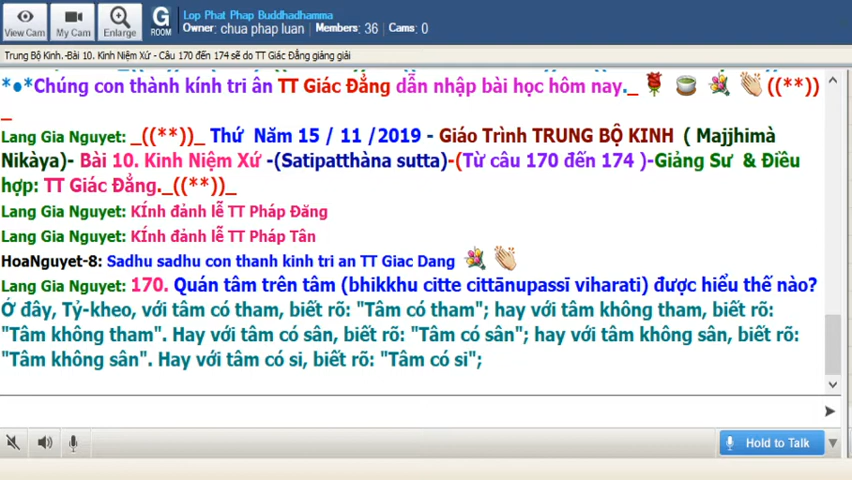 Lop Phat Phap Buddhadhamma
Owner: chua phap luan : Members: 36 : Cams: 0
View Cam
My Cam
Enlarge
G
ROOM
Trung Bộ Kinh.-Bài 10. Kinh Niệm Xứ - Câu 170 đến 174 sẽ do TT Giác Đẳng giảng giải
*•*Chúng con thành kính tri ân TT Giác Đẳng dẫn nhập bài học hôm nay._ ((**))
_
Lang Gia Nguyet: _((**))_ Thứ Năm 15 / 11 /2019 - Giáo Trình TRUNG BỘ KINH ( Majjhimà
Nikàya)- Bài 10. Kinh Niệm Xứ -(Satipatthàna sutta)-(Từ câu 170 đến 174 )-Giảng Sư & Điều
hợp: TT Giác Đẳng._((**))_
Lang Gia Nguyet: KÍnh đảnh lễ TT Pháp Đăng
Lang Gia Nguyet: KÍnh đảnh lễ TT Pháp Tân
HoaNguyet-8: Sadhu sadhu con thanh kinh tri an TT Giac Dang
Lang Gia Nguyet: 170. Quán tâm trên tâm (bhikkhu citte cittānupassī viharati) được hiểu thế nào?
Ở đây, Tỷ-kheo, với tâm có tham, biết rõ: "Tâm có tham"; hay với tâm không tham, biết rõ:
"Tâm không tham". Hay với tâm có sân, biết rõ: "Tâm có sân"; hay với tâm không sân, biết rõ:
"Tâm không sân". Hay với tâm có si, biết rõ: "Tâm có si";
Hold to Talk